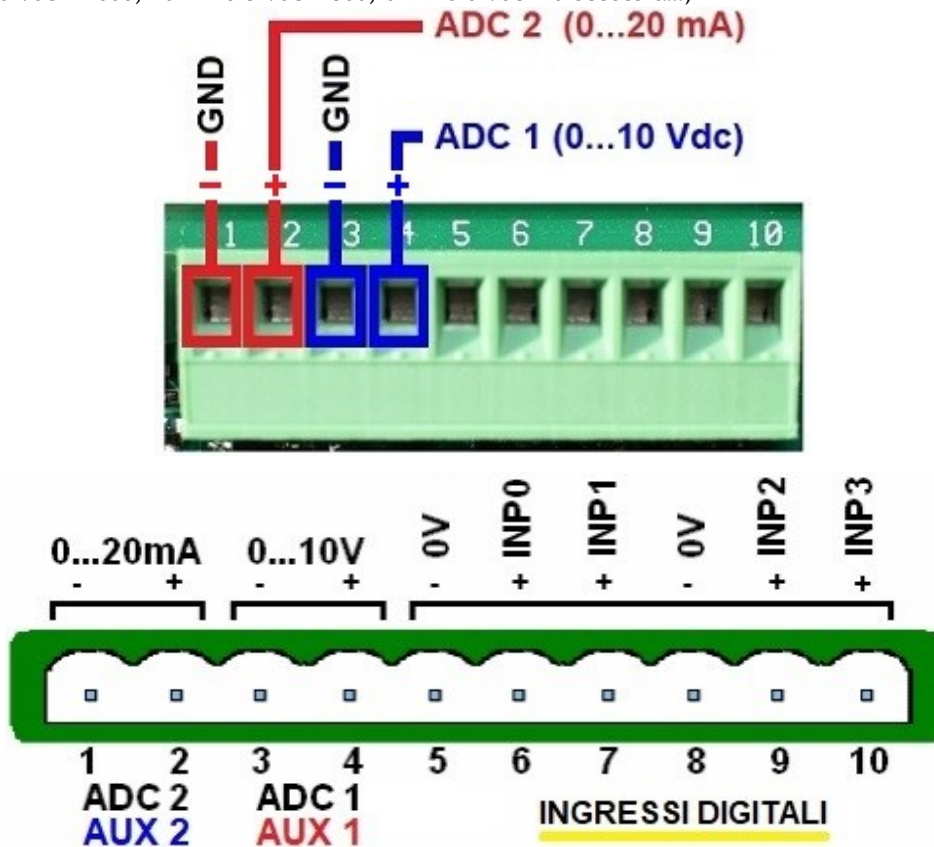 ADC 2 (0...20 mA)
GND
GND
ADC 1 (0...10 Vdc)
- + - +
1 2 3 4 5 6 7 8 9 10
0...20mA 0...10V 0V INP0 INP1 0V INP2 INP3
- + - + - + + - + +
1 2 3 4 5 6 7 8 9 10
ADC 2 ADC 1
AUX 2 AUX 1
INGRESSI DIGITALI